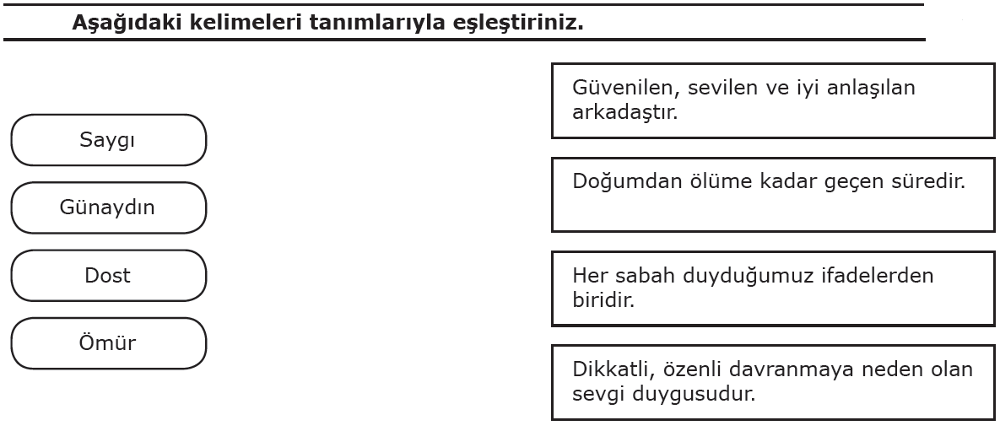 Aşağıdaki kelimeleri tanımlarıyla eşleştiriniz.
Saygı
Günaydın
Dost
Ömür
Güvenilen, sevilen ve iyi anlaşılan
arkadaştır.
Doğumdan ölüme kadar geçen süredir.
Her sabah duyduğumuz ifadelerden
biridir.
Dikkatli, özenli davranmaya neden olan
sevgi duygusudur.